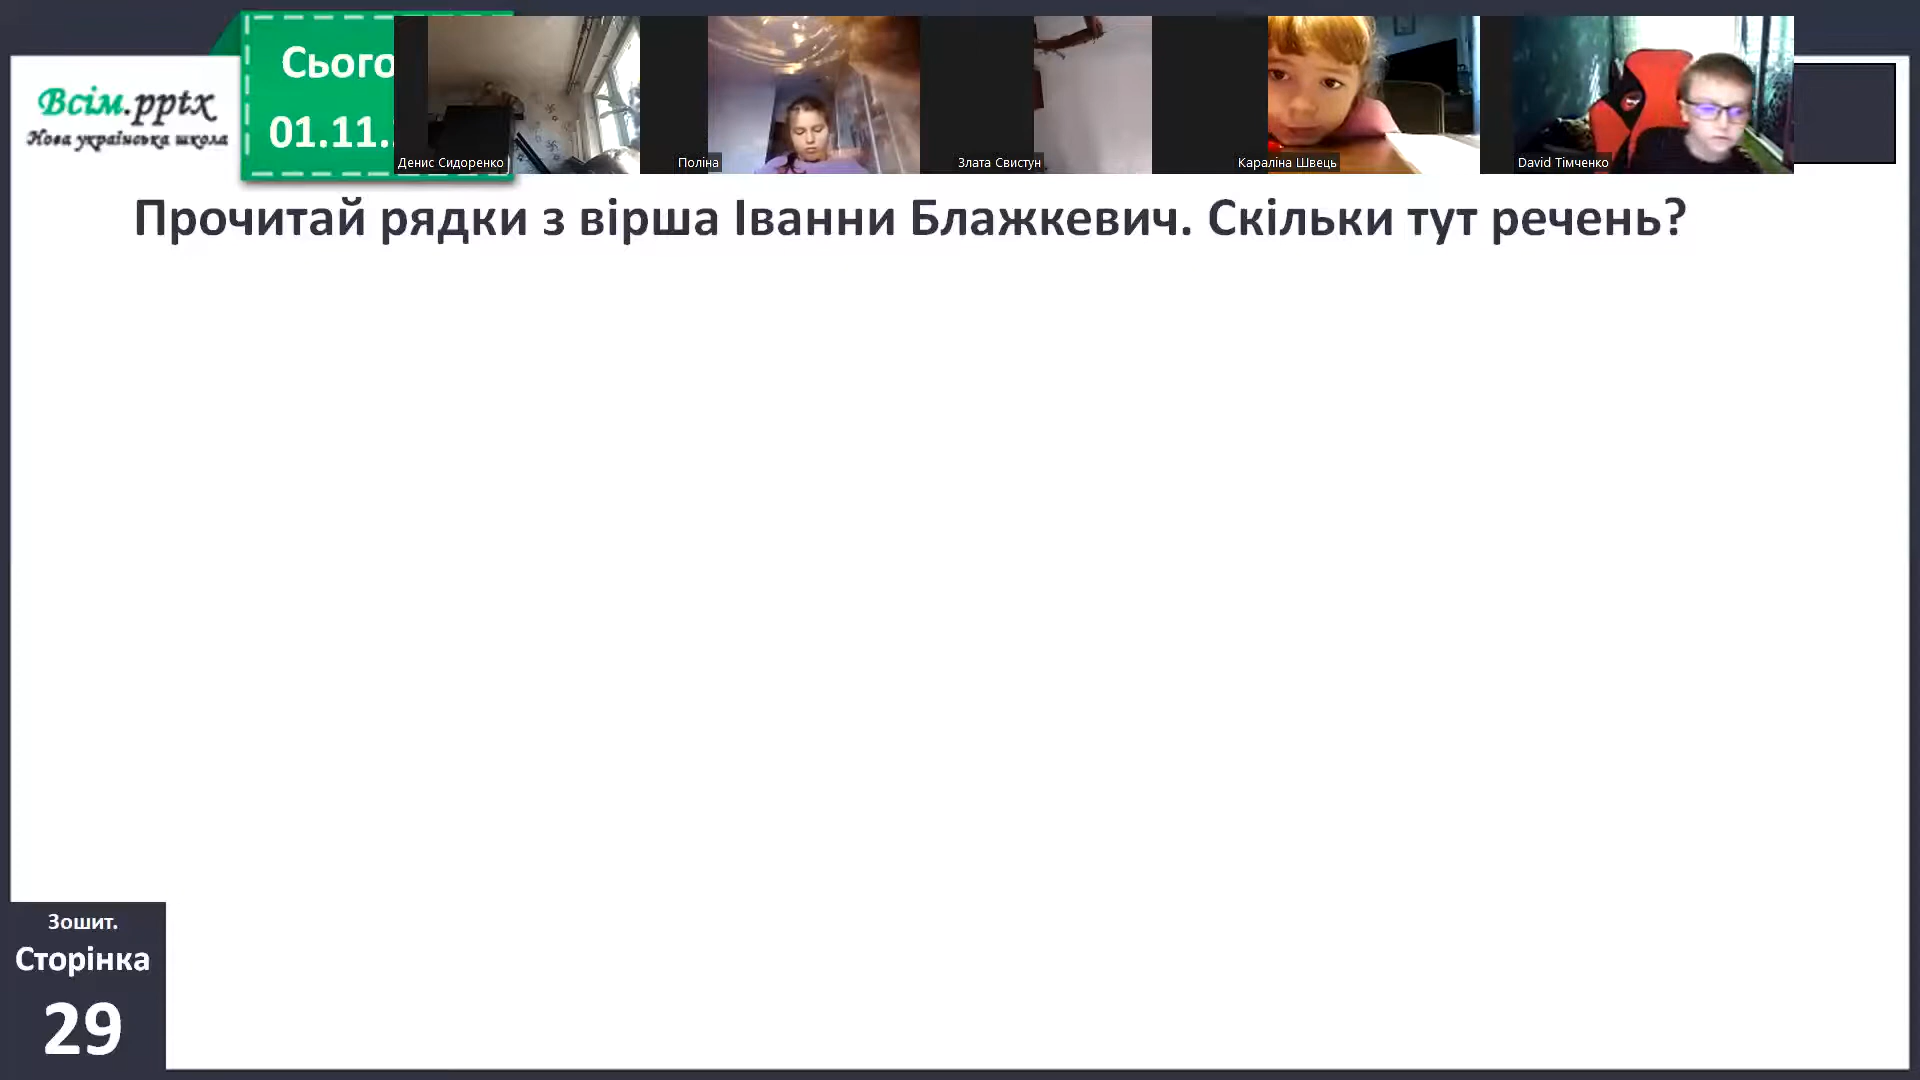 Всім.pptx
Нова українська школа
Сього
01.11.
Денис Сидоренко
Поліна
Злата Свистун
Караліна Швець
David Тімченко
Прочитай рядки з вірша Іванни Блажкевич. Скільки тут речень?
Зошит.
Сторінка
29